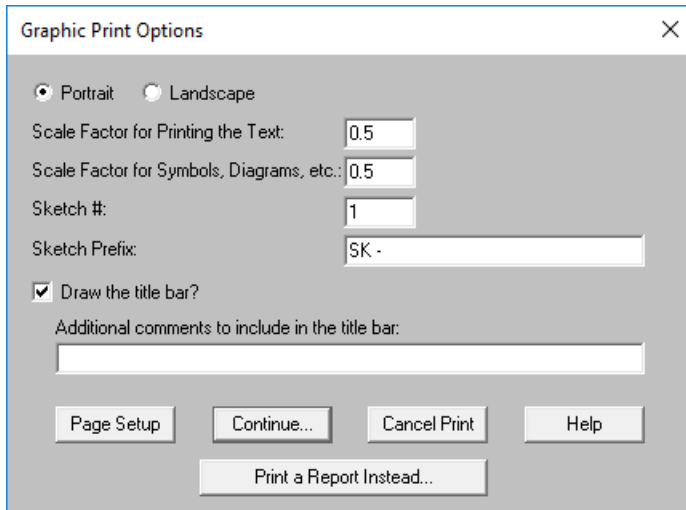 Graphic Print Options
Portrait Landscape
Scale Factor for Printing the Text: 0.5
Scale Factor for Symbols, Diagrams, etc.: 0.5
Sketch #: 1
Sketch Prefix: SK -
Draw the title bar?
Additional comments to include in the title bar:
Page Setup Continue... Cancel Print Help
Print a Report Instead...